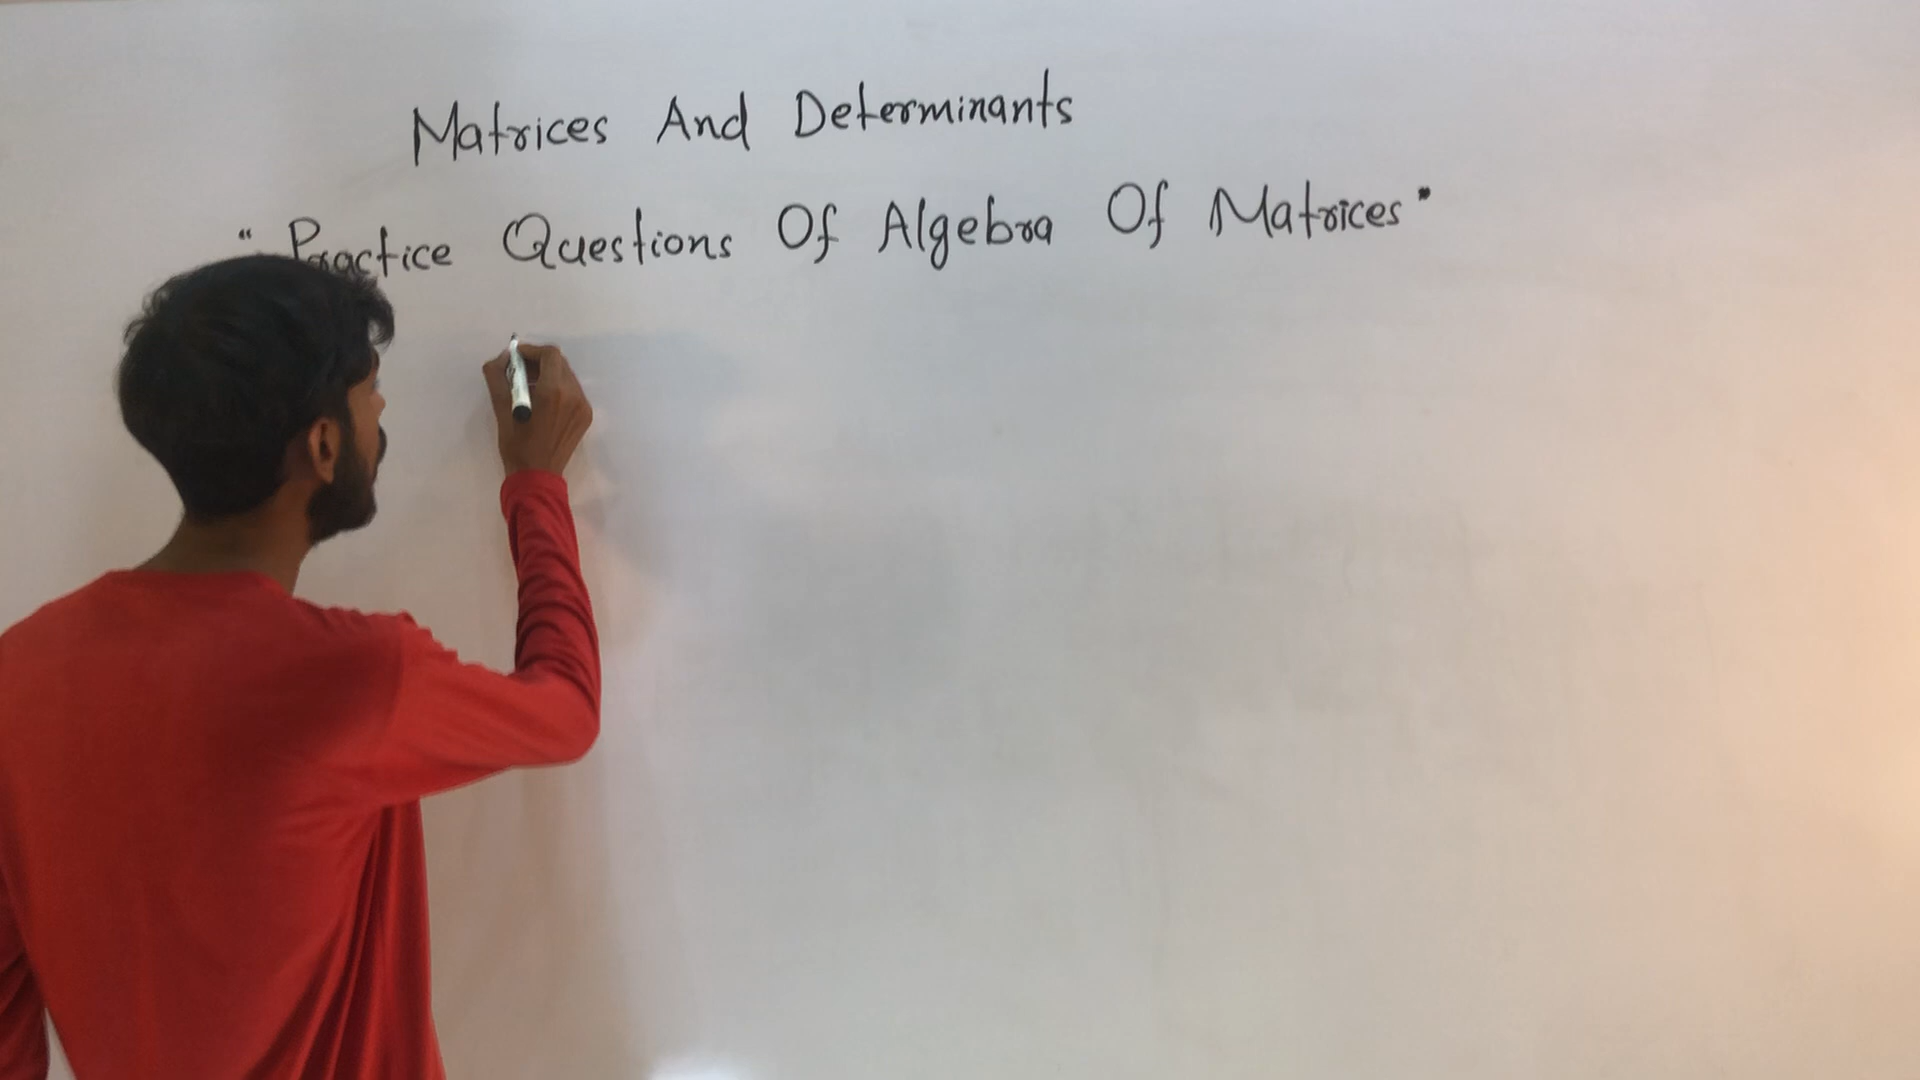 Matrices And Determinants
“ Practice Questions Of Algebra Of Matrices ”